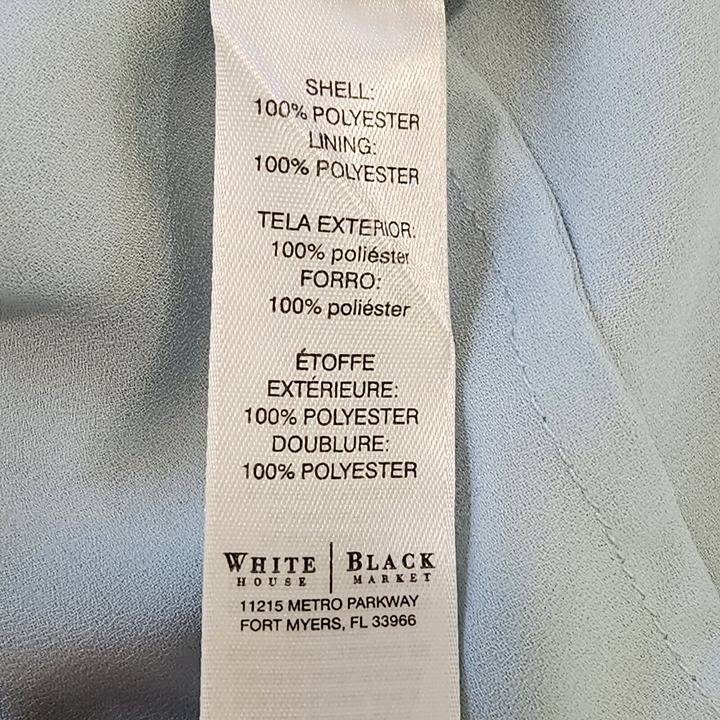 SHELL:
100% POLYESTER
LINING:
100% POLYESTER
TELA EXTERIOR:
100% poliéster
FORRO:
100% poliéster
ÉTOFFE
EXTÉRIEURE:
100% POLYESTER
DOUBLURE:
100% POLYESTER
WHITE HOUSE | BLACK MARKET
11215 METRO PARKWAY
FORT MYERS, FL 33966